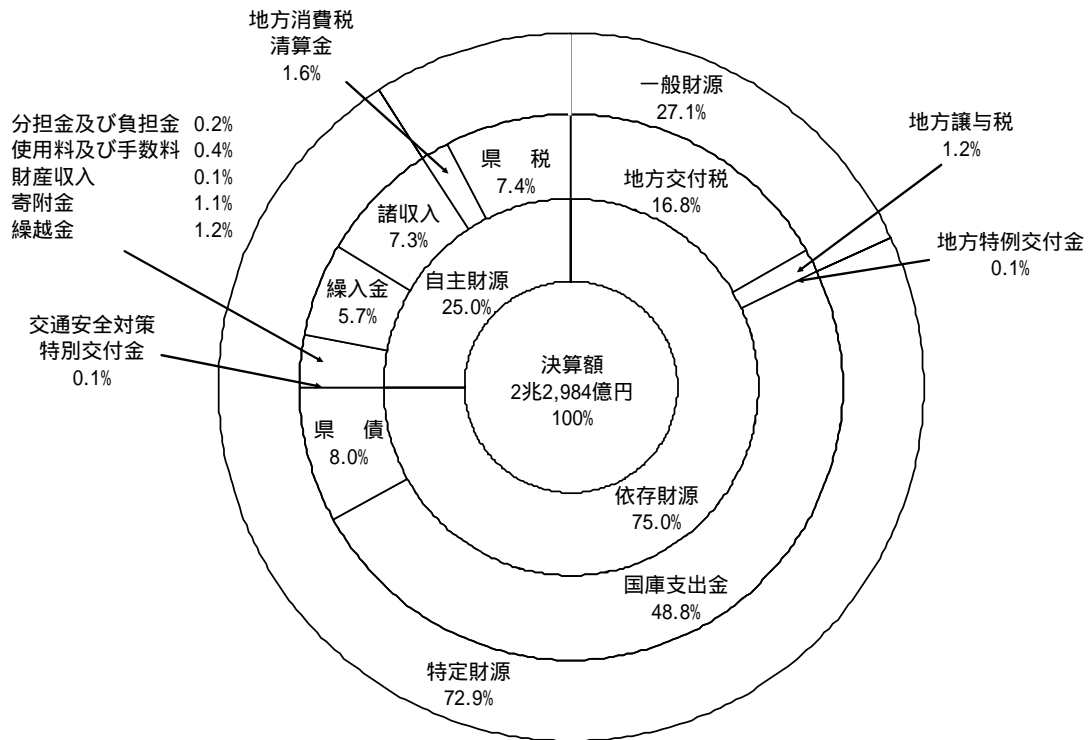 地方消費税
清算金
1.6%
一般財源
27.1%
分担金及び負担金 0.2%
使用料及び手数料 0.4%
財産収入 0.1%
寄附金 1.1%
繰越金 1.2%
地方譲与税
1.2%
県 税
7.4%
地方交付税
16.8%
諸収入
7.3%
地方特例交付金
0.1%
繰入金
5.7%
自主財源
25.0%
交通安全対策
特別交付金
0.1%
決算額
2兆2,984億円
100%
県 債
8.0%
依存財源
75.0%
国庫支出金
48.8%
特定財源
72.9%